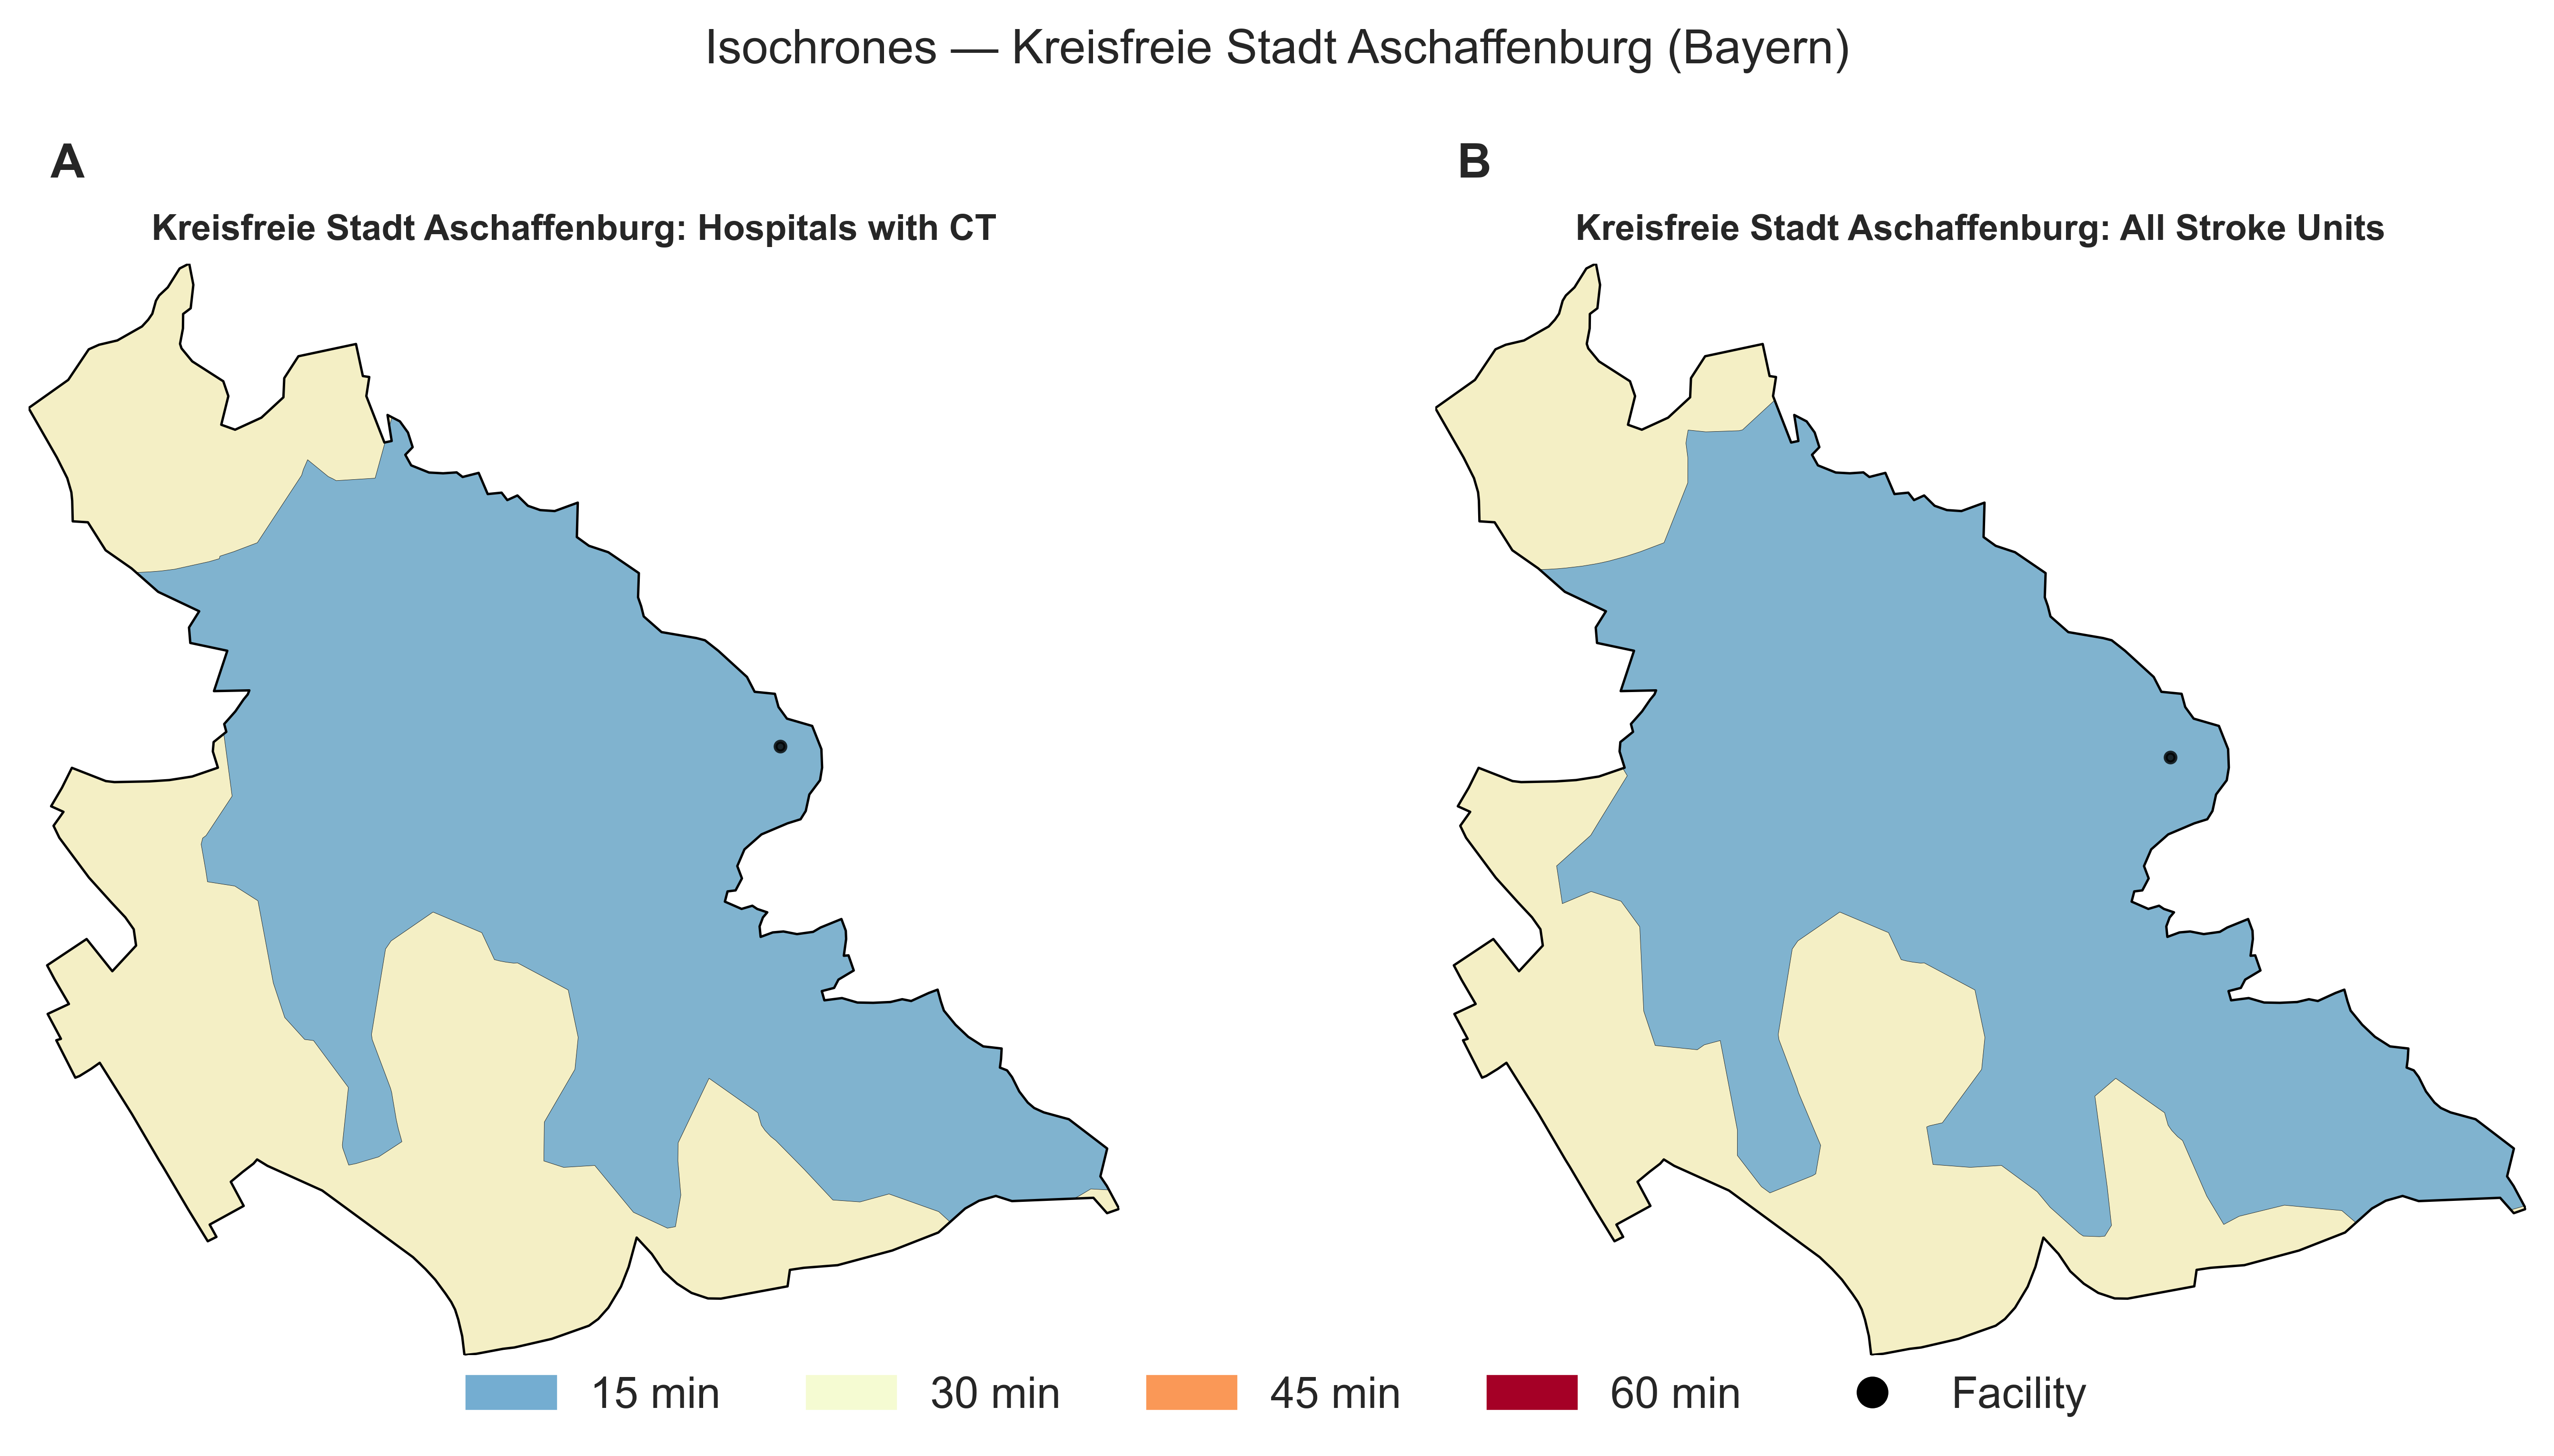 Isochrones — Kreisfreie Stadt Aschaffenburg (Bayern)
A
B
Kreisfreie Stadt Aschaffenburg: Hospitals with CT
Kreisfreie Stadt Aschaffenburg: All Stroke Units
15 min
30 min
45 min
60 min
Facility